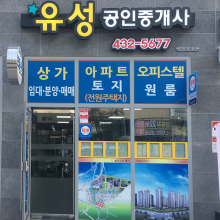 유성 공인중개사
432-5677
상가
임대·분양·매매
아파트
토지
(전원주택지)
오피스텔
원룸